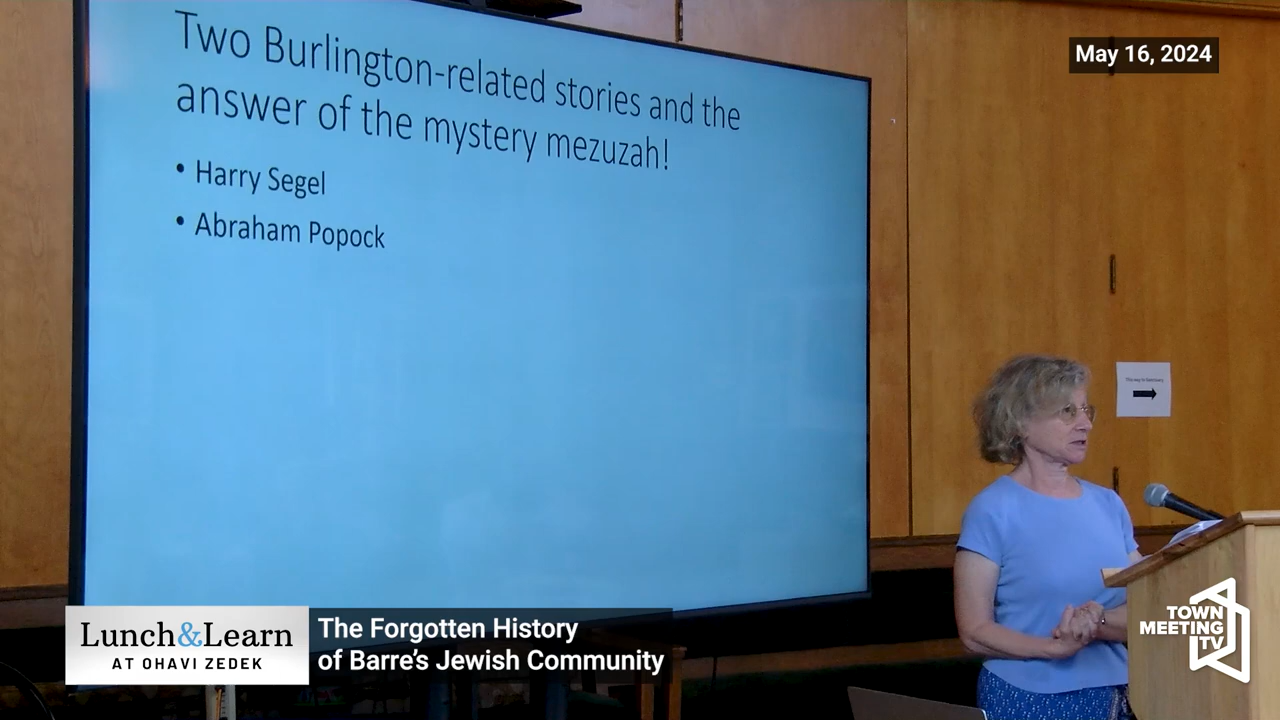 Two Burlington-related stories and the
answer of the mystery mezuzah!
• Harry Segel
• Abraham Popock
May 16, 2024
Lunch&Learn
AT OHAVI ZEDEK
The Forgotten History
of Barre's Jewish Community
TOWN
MEETING
TV